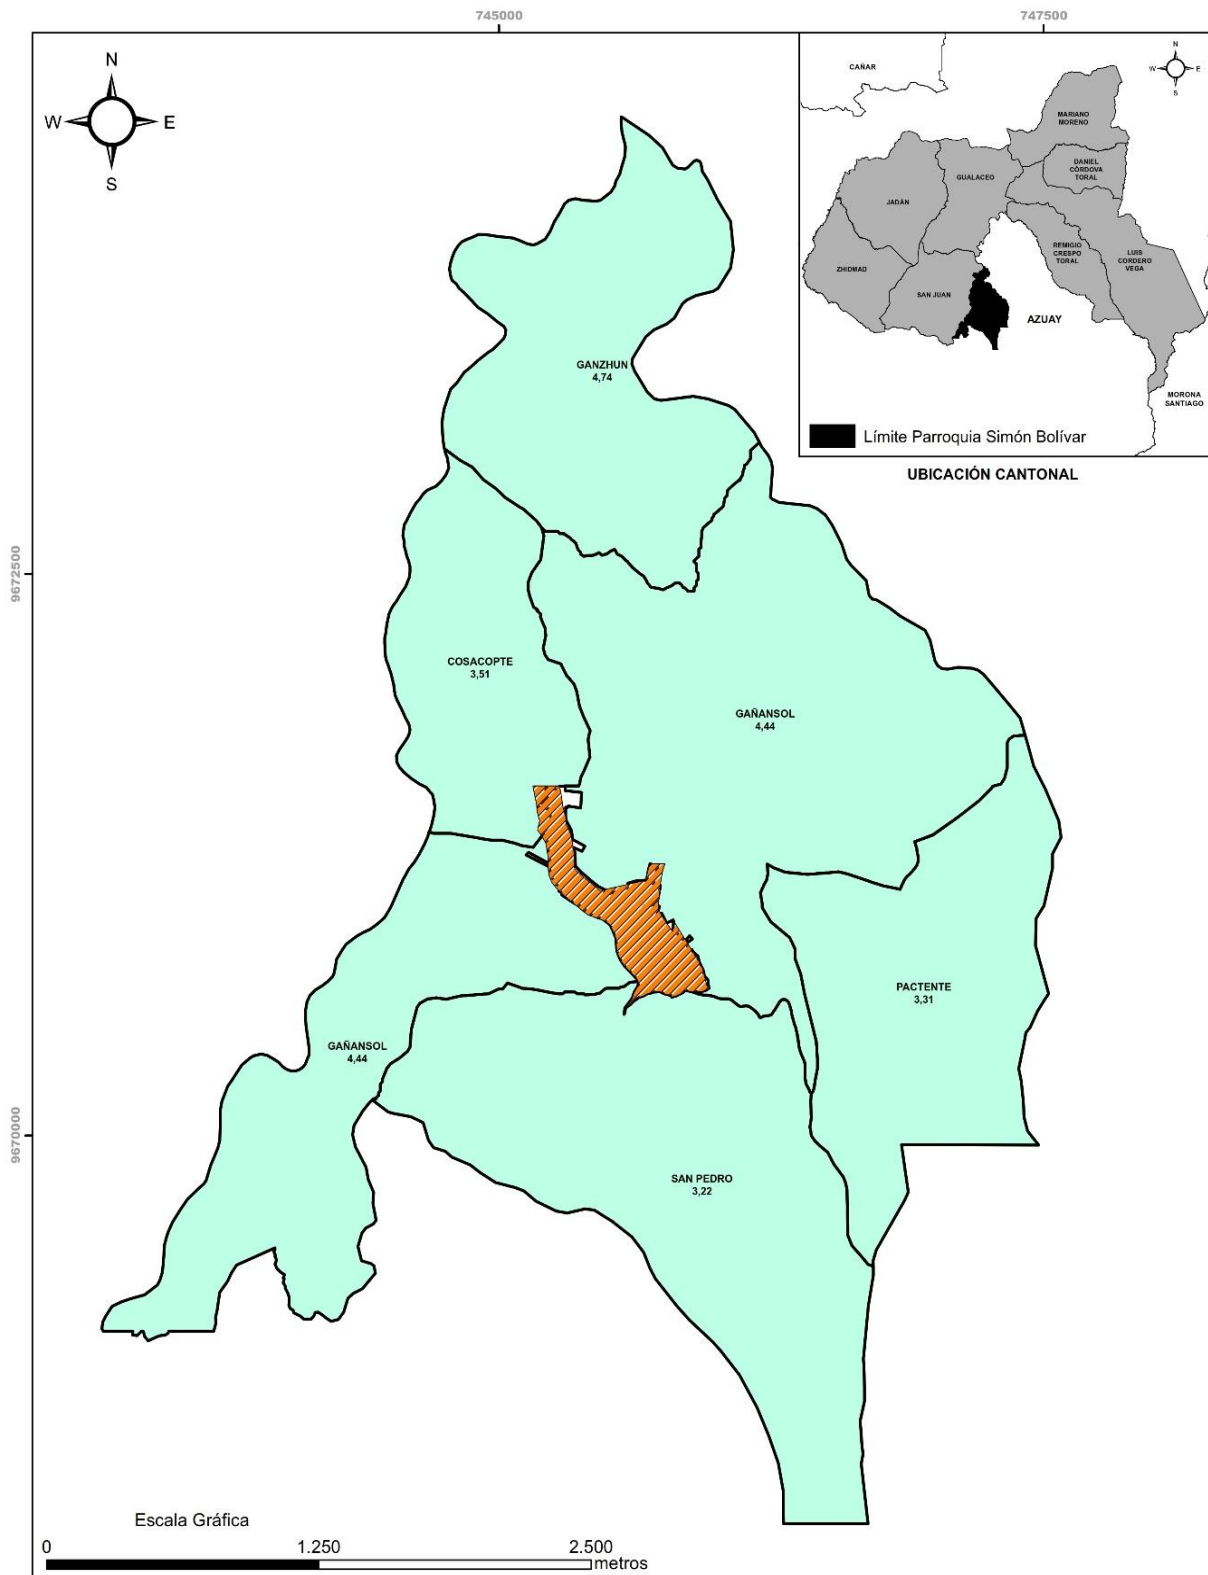 745000
747500
N
W
E
S
CAÑAR
N
W
E
S
MARIANO
MORENO
DANIEL
CÓRDOVA
TORAL
GUALACEO
JADÁN
REMIGIO
CRESPO
TORAL
LUIS
CORDERO
VEGA
ZHIDMAD
SAN JUAN
AZUAY
MORONA
SANTIAGO
Límite Parroquia Simón Bolívar
UBICACIÓN CANTONAL
GANZHUN
4,74
9672500
COSACOPTE
3,51
GAÑANSOL
4,44
PACTENTE
3,31
GAÑANSOL
4,44
9670000
SAN PEDRO
3,22
Escala Gráfica
0 1.250 2.500
metros